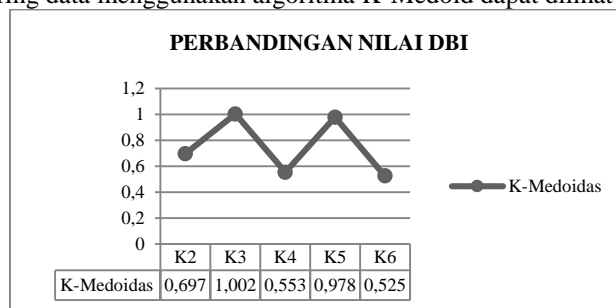 ring data menggunakan algoritma K-Medoid dapat
PERBANDINGAN NILAI DBI
1,2
1
0,8
0,6
0,4
0,2
0
K2 K3 K4 K5 K6
K-Medoidas 0,697 1,002 0,553 0,978 0,525
K-Medoidas